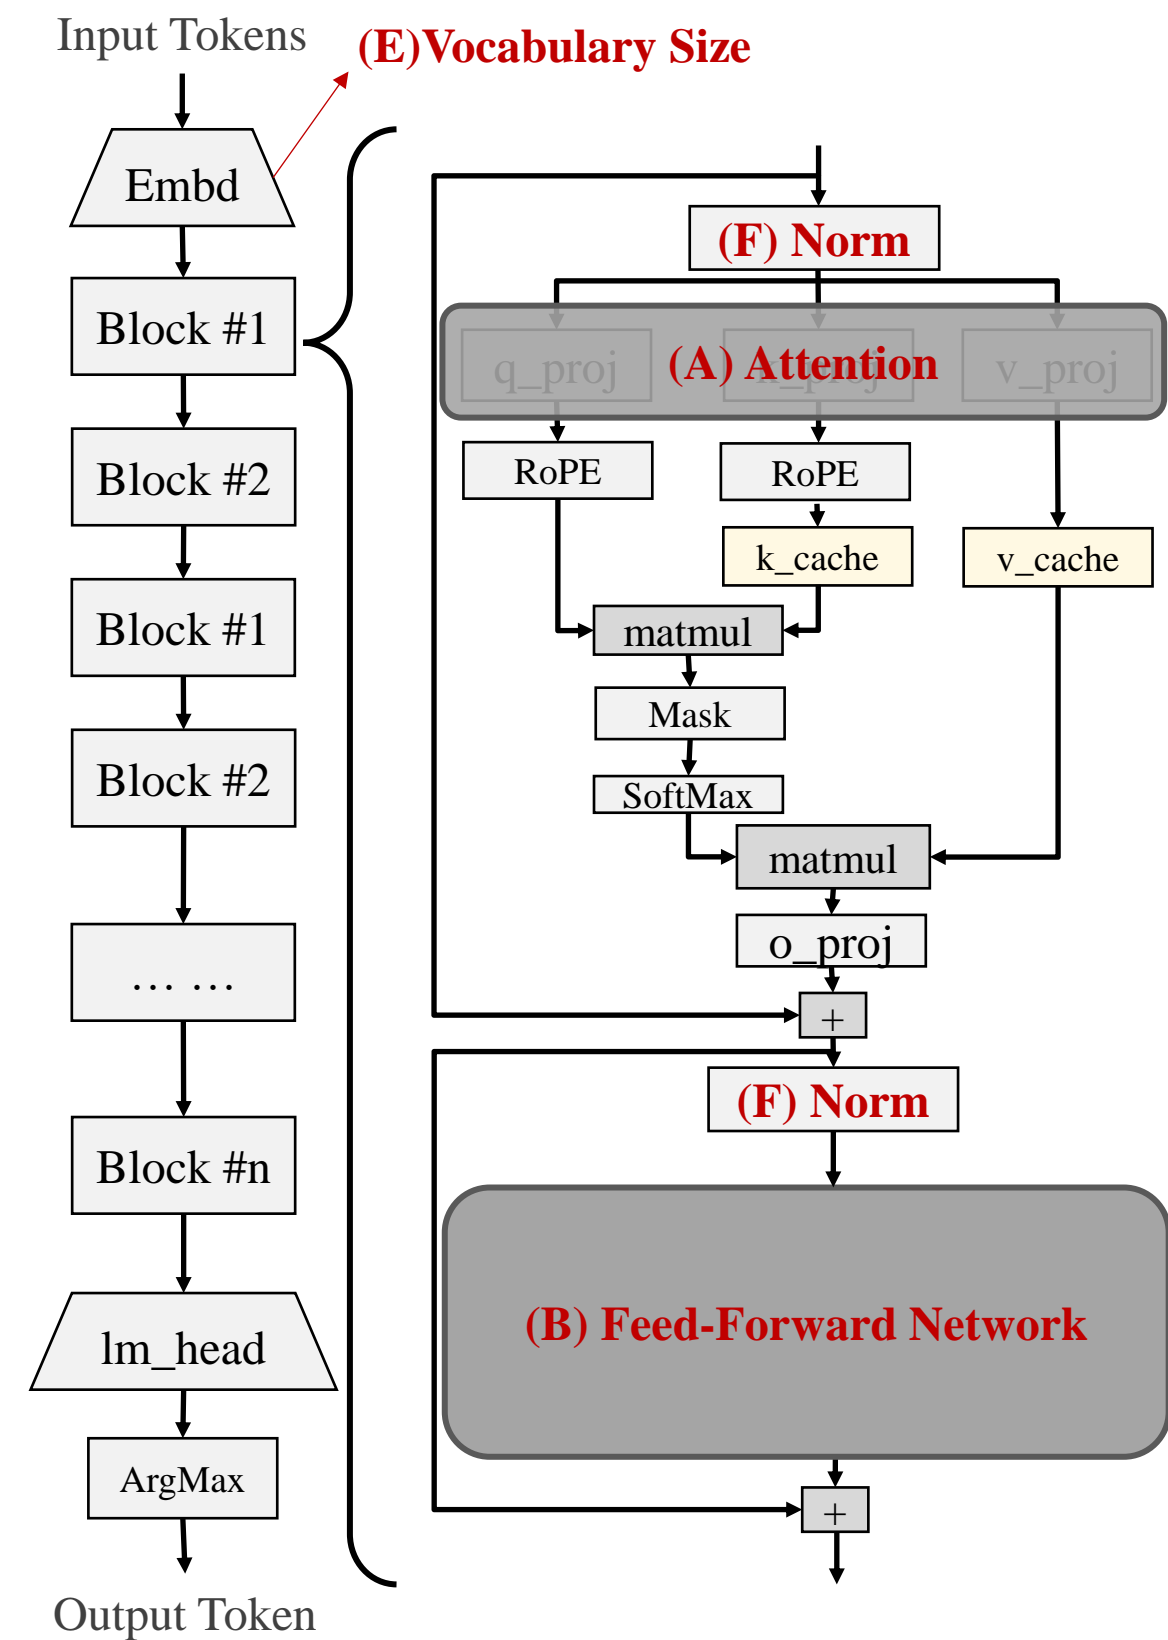 Input Tokens
(E)Vocabulary Size
Embd
Block #1
Block #2
Block #1
Block #2
... ...
Block #n
lm_head
ArgMax
Output Token
(F) Norm
q_proj
k_proj
v_proj
(A) Attention
RoPE
RoPE
k_cache
v_cache
matmul
Mask
SoftMax
matmul
o_proj
+
(F) Norm
(B) Feed-Forward Network
+